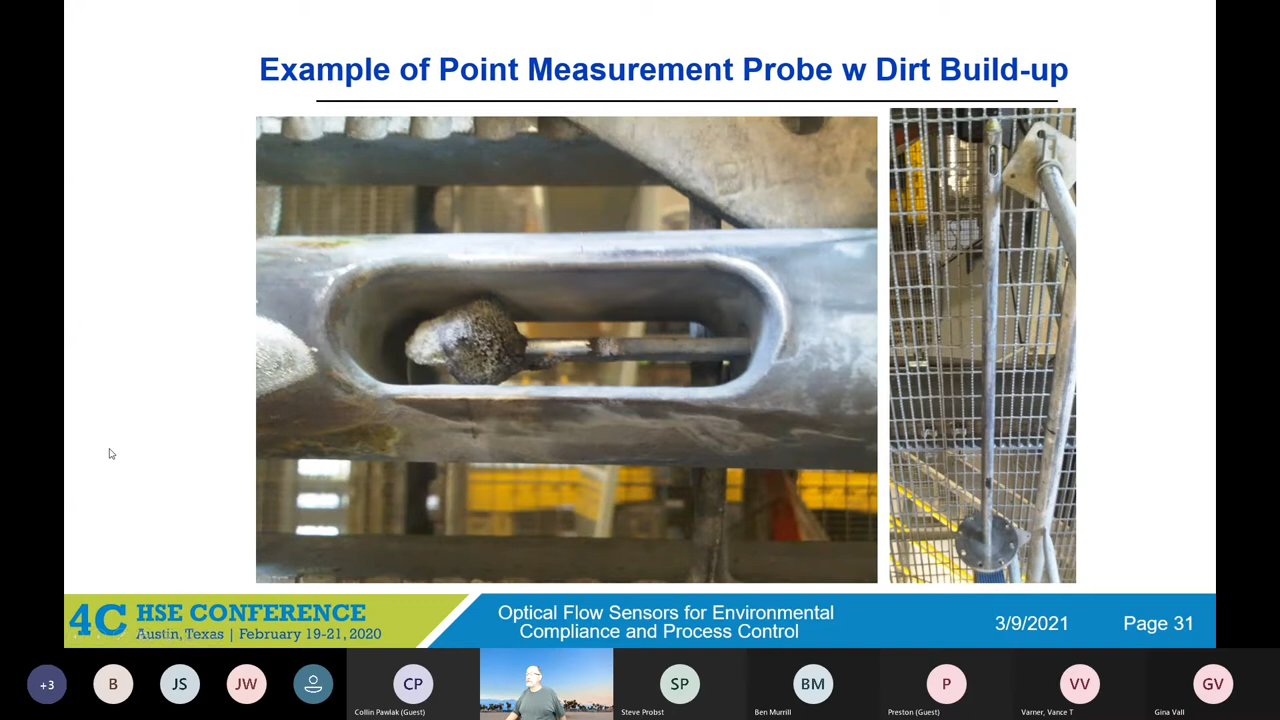 Example of Point Measurement Probe w Dirt Build-up
BIL
4C HSE CONFERENCE
Austin, Texas | February 19-21, 2020
Optical Flow Sensors for Environmental
Compliance and Process Control
3/9/2021
Page 31
+3
B
JS
JW
CP
SP
BM
P
VV
GV
Collin Pawlak (Guest)
Steve Probst
Ben Murrill
Preston (Guest)
Varner, Vance T
Gina Vall